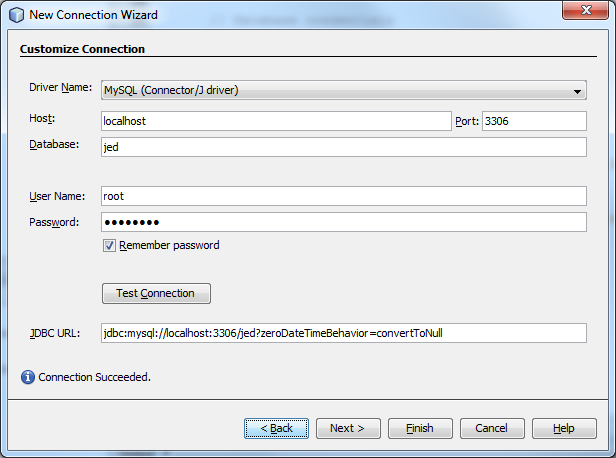 New Connection Wizard
Customize Connection
Driver Name: MySQL (Connector/J driver)
Host: localhost Port: 3306
Database: jed
User Name: root
Password: ●●●●●●●●
Remember password
Test Connection
JDBC URL: jdbc:mysql://localhost:3306/jed?zeroDateTimeBehavior=convertToNull
Connection Succeeded.
< Back Next > Finish Cancel Help